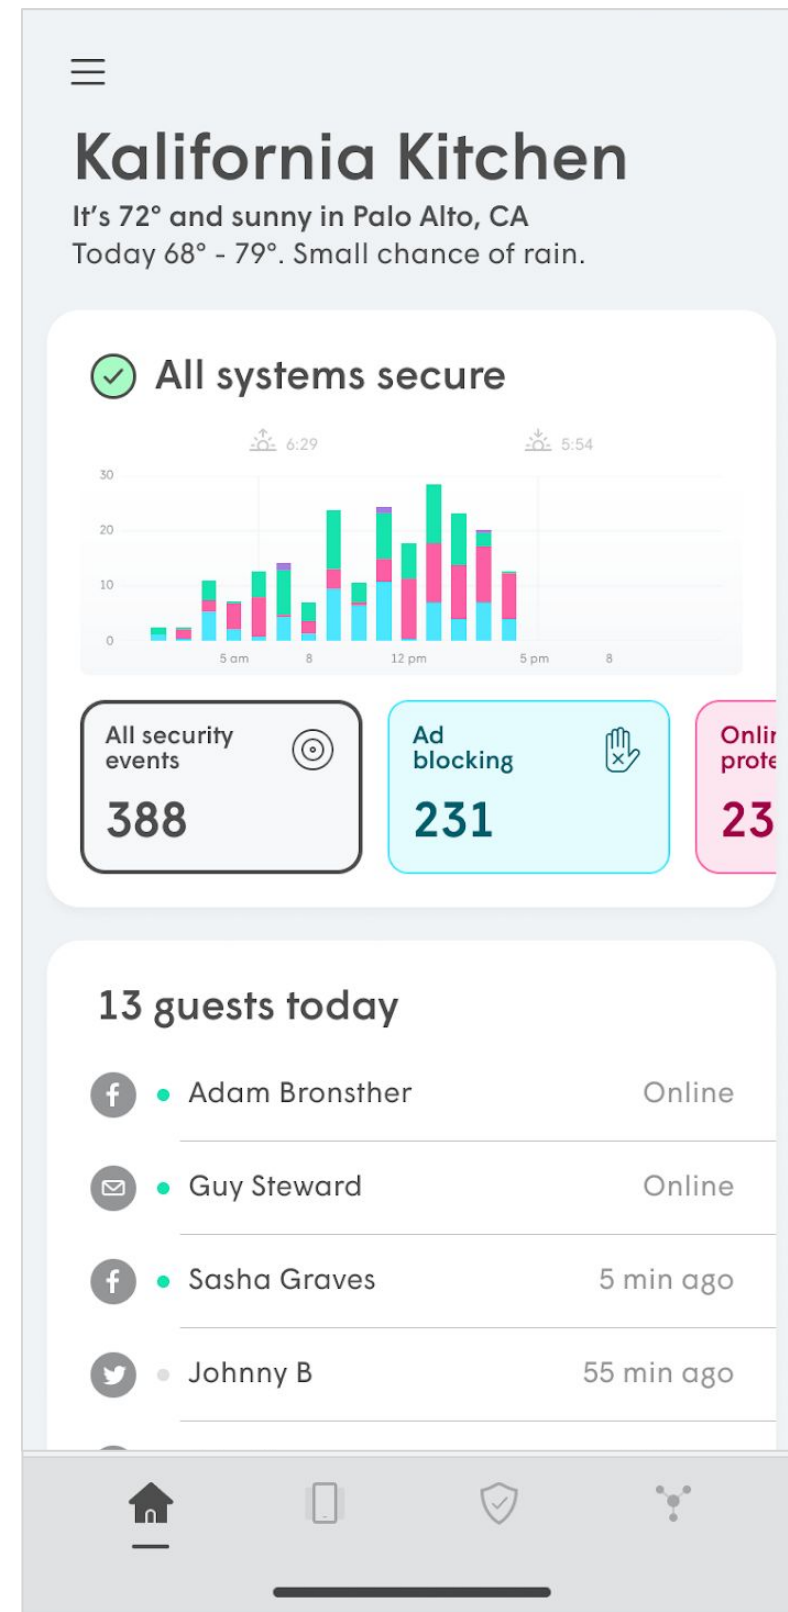 Kalifornia Kitchen
It's 72° and sunny in Palo Alto, CA
Today 68° - 79°. Small chance of rain.
All systems secure
6:29
5:54
30
20
10
0
5 am
8
12 pm
5 pm
8
All security
events
388
Ad
blocking
231
23
13 guests today
Adam Bronsther
Online
Guy Steward
Online
Sasha Graves
5 min ago
Johnny B
55 min ago